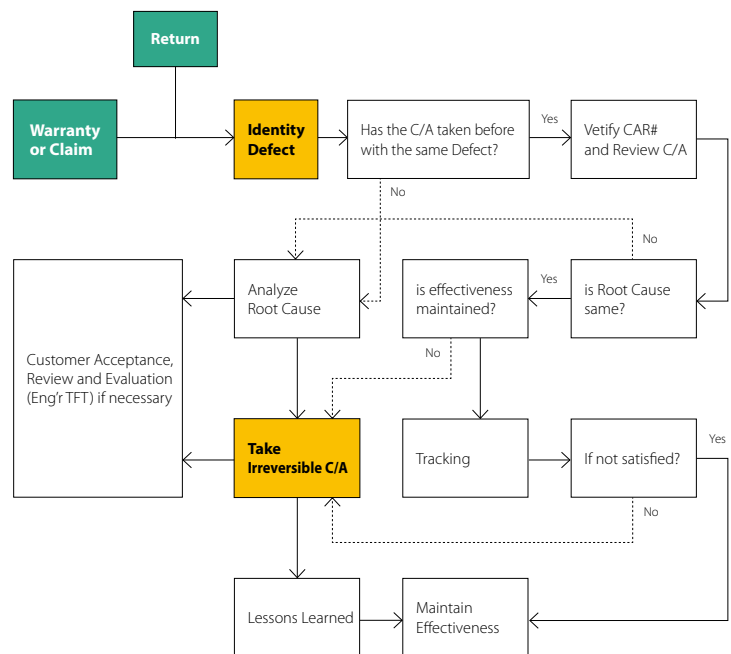 Return
Warranty
or Claim
Identity
Defect
Has the C/A taken before
with the same Defect?
Yes
Vetify CAR#
and Review C/A
No
No
Analyze
Root Cause
is effectiveness
maintained?
Yes
is Root Cause
same?
Customer Acceptance,
Review and Evaluation
(Eng'r TFT) if necessary
No
Take
Irreversible C/A
Tracking
If not satisfied?
Yes
No
Lessons Learned
Maintain
Effectiveness